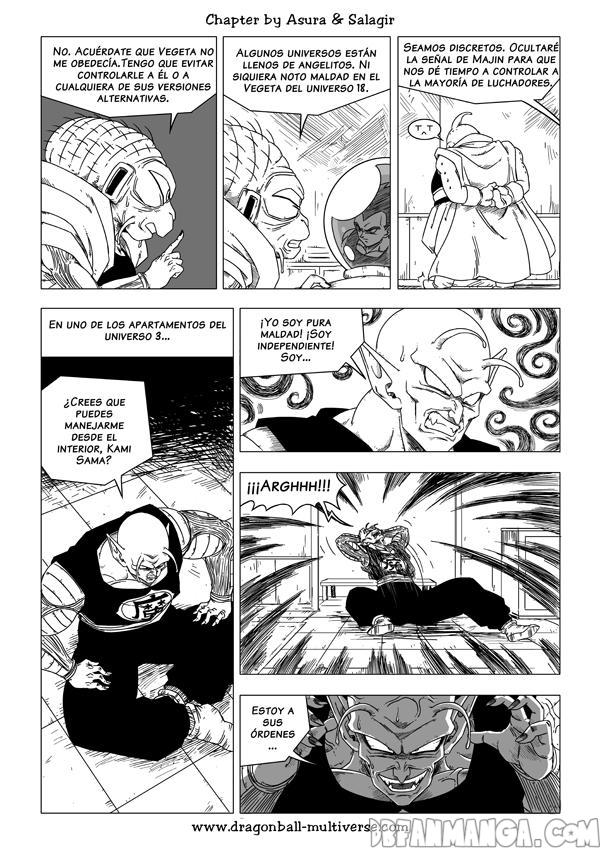 Chapter by Asura & Salagir
No. Acuérdate que Vegeta no
me obedecía.Tengo que evitar
controlarle a él o a
cualquiera de sus versiones
alternativas.
Algunos universos están
llenos de angelitos. Ni
siquiera noto maldad en el
Vegeta del universo 18.
Seamos discretos. Ocultaré
la señal de Majin para que
nos dé tiempo a controlar a
la mayoría de luchadores.
T T
En uno de los apartamentos del
universo 3...
¿Crees que
puedes
manejarme
desde el
interior, Kami
Sama?
¡Yo soy pura
maldad! ¡Soy
independiente!
Soy...
¡¡¡Arghhh!!!
Estoy a
sus
órdenes
...
www.dragonball-multiverse.com
DBFANMANGA.COM